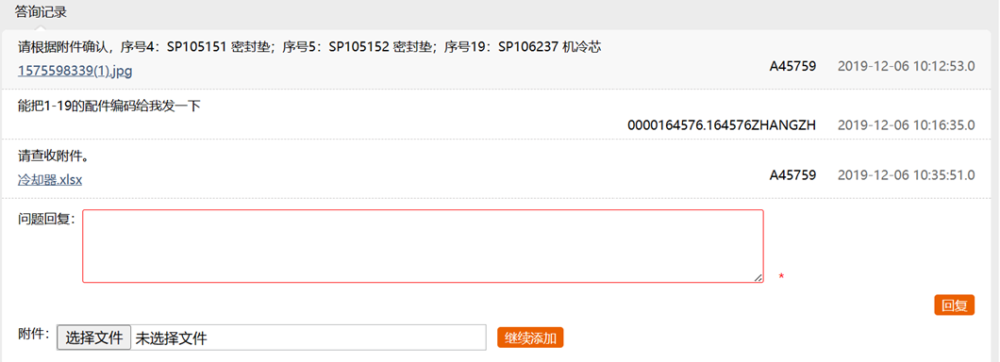 答询记录
请根据附件确认，序号4：SP105151 密封垫；序号5：SP105152 密封垫；序号19：SP106237 机冷芯
1575598339(1).jpg
A45759 2019-12-06 10:12:53.0
能把1-19的配件编码给我发一下
0000164576.164576ZHANGZH 2019-12-06 10:16:35.0
请查收附件。
冷却器.xlsx
A45759 2019-12-06 10:35:51.0
问题回复：
*
回复
附件： 选择文件 未选择文件 继续添加